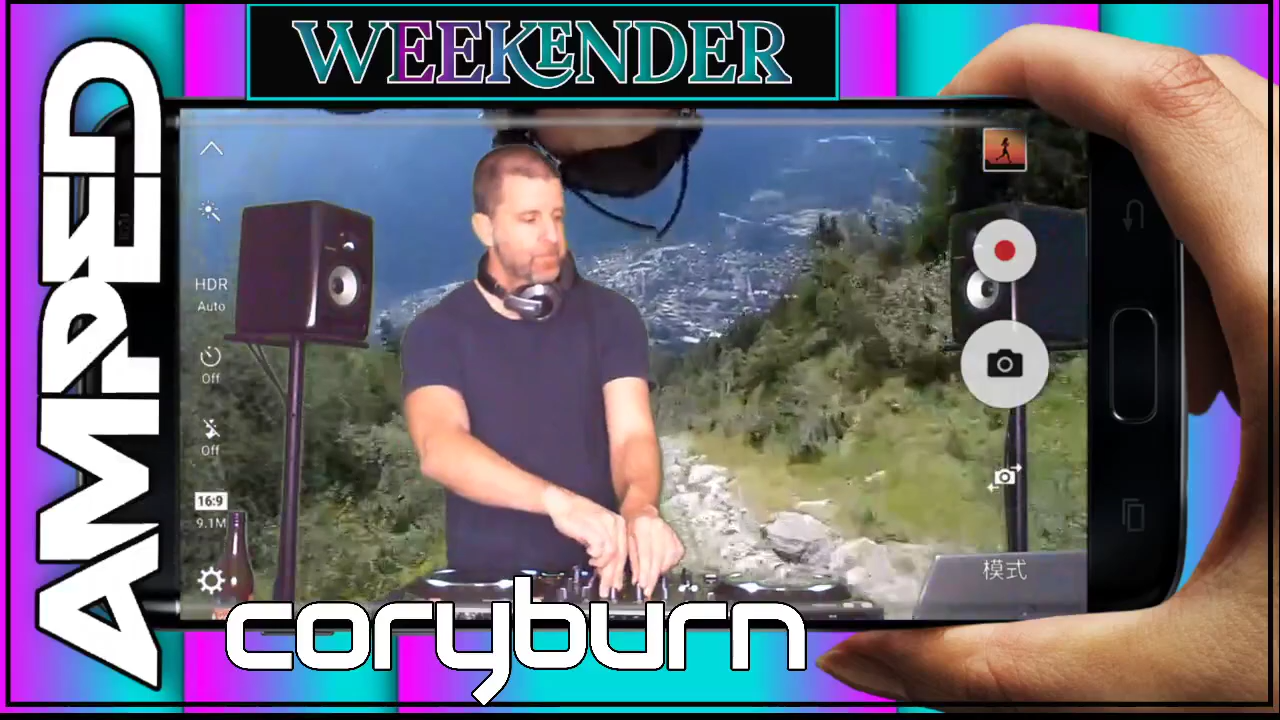 WEEKENDER
AMPED
HDR
Auto
Off
Off
16:9
9.1M
模式
coryburn